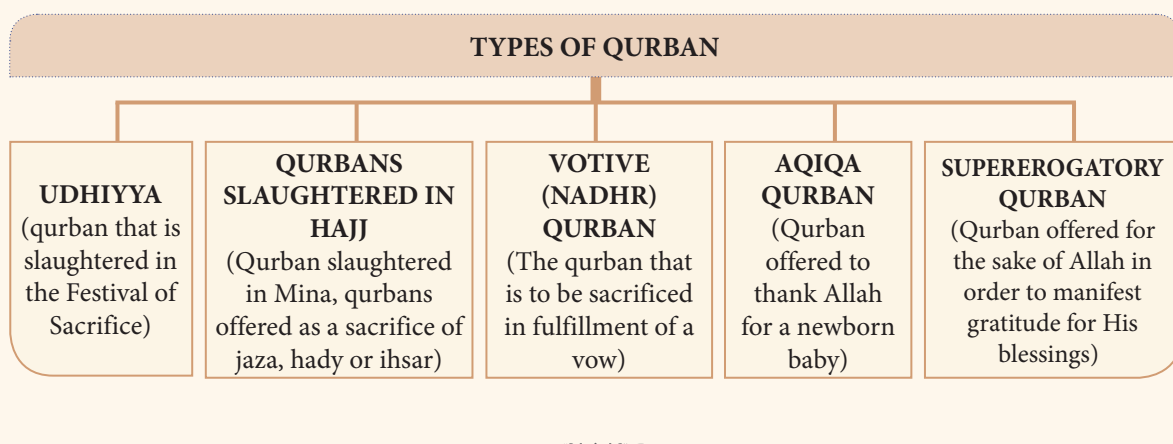 TYPES OF QURBAN
UDHIYYA
(qurban that is
slaughtered in
the Festival of
Sacrifice)
QURBANS
SLAUGHTERED IN
HAJJ
(Qurban slaughtered
in Mina, qurbans
offered as a sacrifice of
jaza, hady or ihsar)
VOTIVE
(NADHR)
QURBAN
(The qurban that
is to be sacrificed
in fulfillment of a
vow)
AQIQA
QURBAN
(Qurban
offered to
thank Allah
for a newborn
baby)
SUPEREROGATORY
QURBAN
(Qurban offered for
the sake of Allah in
order to manifest
gratitude for His
blessings)